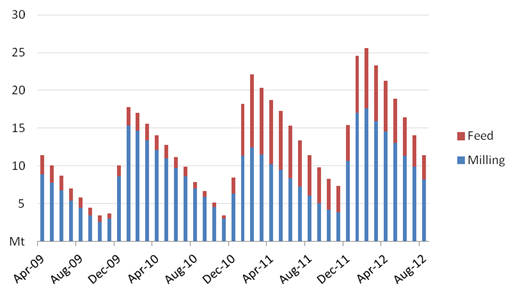 30
25
20
15
10
5
Mt
Apr-09
Aug-09
Dec-09
Apr-10
Aug-10
Dec-10
Apr-11
Aug-11
Dec-11
Apr-12
Aug-12
Feed
Milling